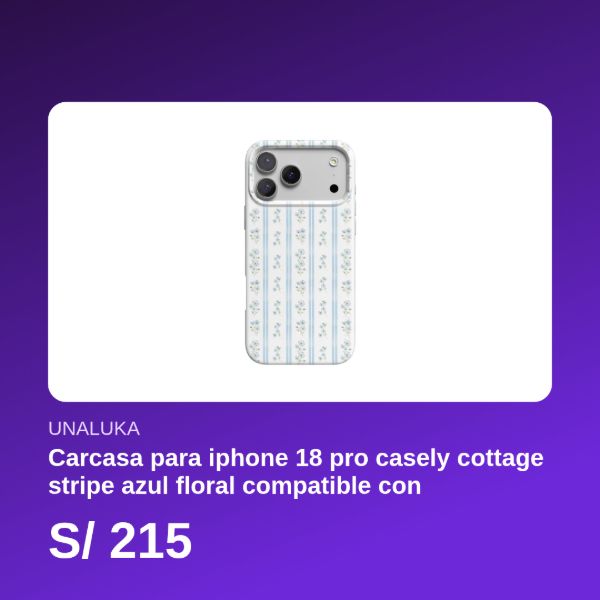 UNALUKA
Carcasa para iphone 18 pro casely cottage
stripe azul floral compatible con
S/ 215